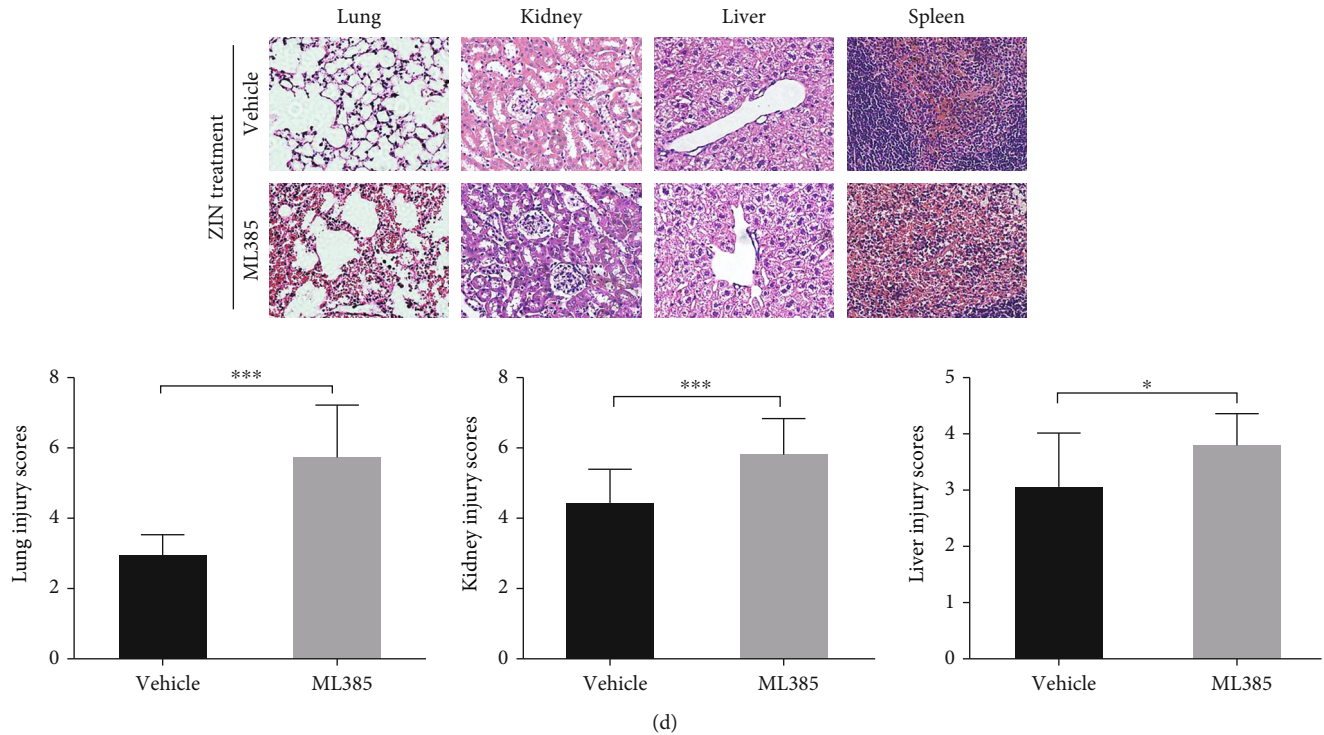 Lung Kidney Liver Spleen
ZIN treatment
Vehicle
ML385
Lung injury scores
8
6
4
2
0
***
Vehicle ML385
Kidney injury scores
8
6
4
2
0
***
Vehicle ML385
Liver injury scores
5
4
3
2
1
0
*
Vehicle ML385
(d)